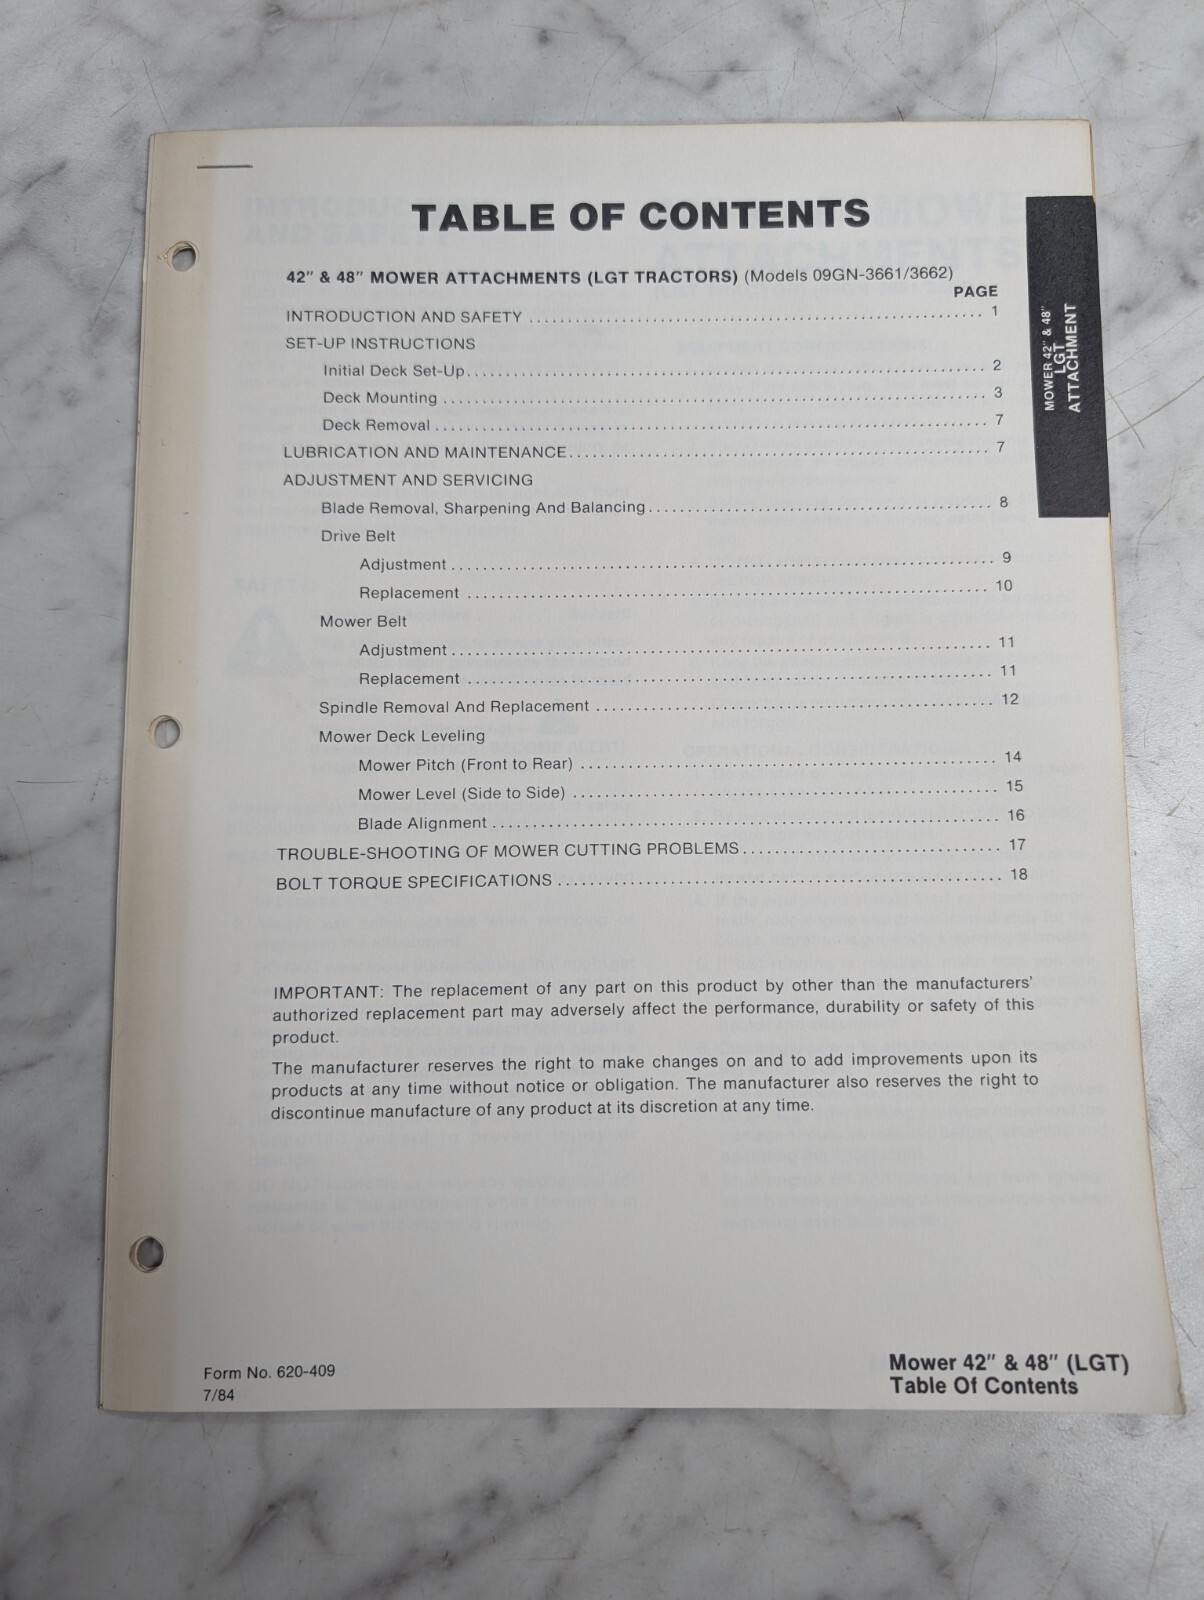 TABLE OF CONTENTS
42" & 48" MOWER ATTACHMENTS (LGT TRACTORS) (Models 09GN-3661/3662)
PAGE
INTRODUCTION AND SAFETY ........................................................ 1
SET-UP INSTRUCTIONS
Initial Deck Set-Up................................................................ 2
Deck Mounting .................................................................... 3
Deck Removal ..................................................................... 7
LUBRICATION AND MAINTENANCE..................................................... 7
ADJUSTMENT AND SERVICING
Blade Removal, Sharpening And Balancing........................................... 8
Drive Belt
Adjustment .................................................................... 9
Replacement ................................................................. 10
Mower Belt
Adjustment .................................................................... 11
Replacement ................................................................. 11
Spindle Removal And Replacement ................................................. 12
Mower Deck Leveling
Mower Pitch (Front to Rear) .................................................... 14
Mower Level (Side to Side) ..................................................... 15
Blade Alignment ............................................................... 16
TROUBLE-SHOOTING OF MOWER CUTTING PROBLEMS ................................. 17
BOLT TORQUE SPECIFICATIONS ...................................................... 18
IMPORTANT: The replacement of any part on this product by other than the manufacturers'
authorized replacement part may adversely affect the performance, durability or safety of this
product.
The manufacturer reserves the right to make changes on and to add improvements upon its
products at any time without notice or obligation. The manufacturer also reserves the right to
discontinue manufacture of any product at its discretion at any time.
MOWER 42" & 48"
LGT
ATTACHMENT
Form No. 620-409
7/84
Mower 42" & 48" (LGT)
Table Of Contents